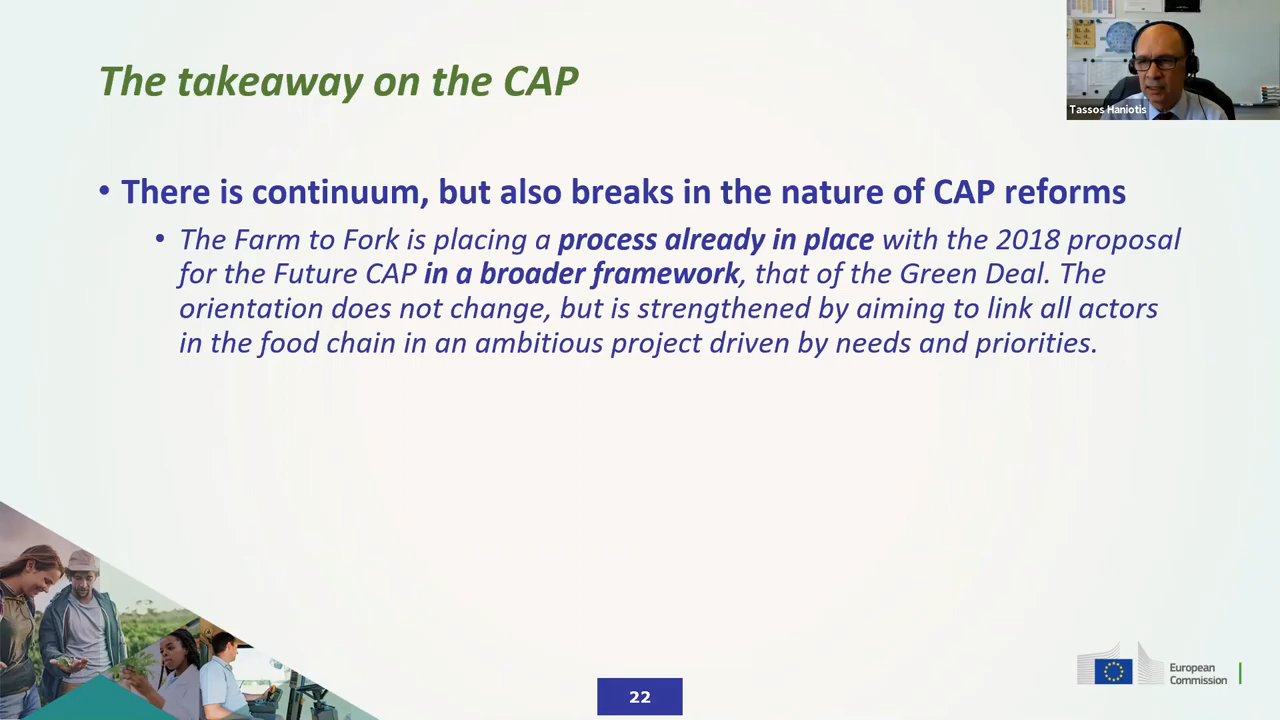 The takeaway on the CAP
Tassos Haniotis
• There is continuum, but also breaks in the nature of CAP reforms
• The Farm to Fork is placing a process already in place with the 2018 proposal
for the Future CAP in a broader framework, that of the Green Deal. The
orientation does not change, but is strengthened by aiming to link all actors
in the food chain in an ambitious project driven by needs and priorities.
European
Commission
22